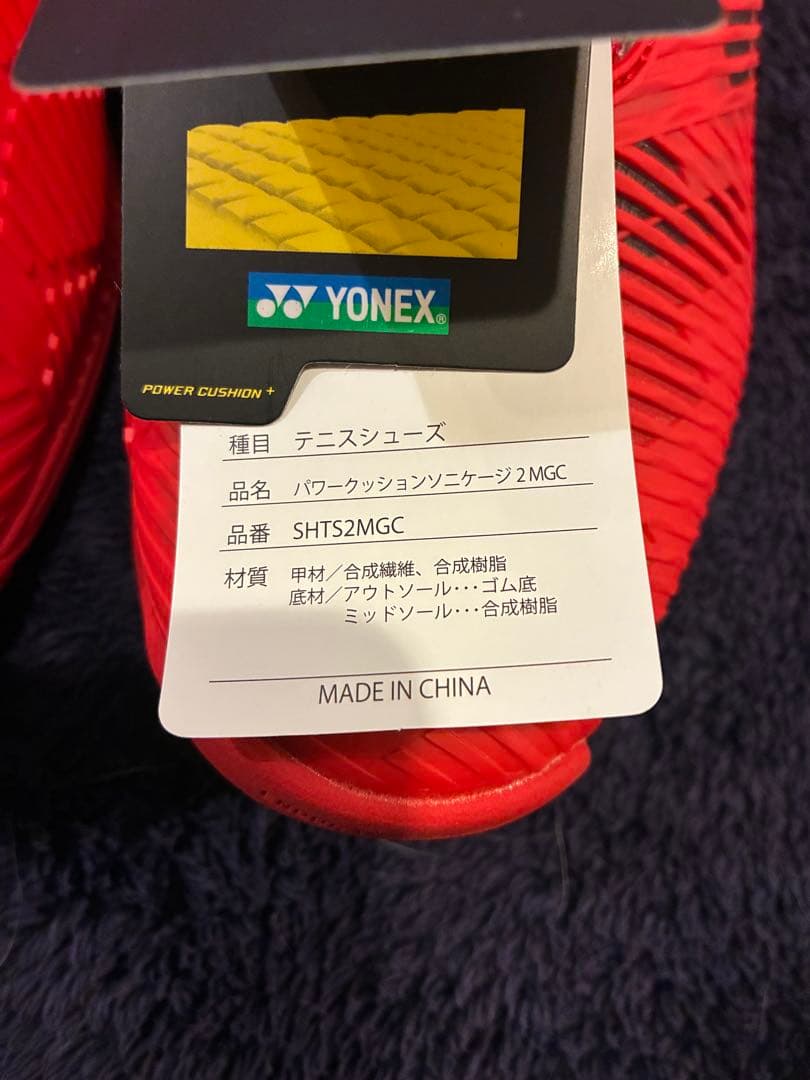 YONEX®
POWER CUSHION+
種目 テニスシューズ
品名 パワークッションソニケージ 2 MGC
品番 SHTS2MGC
材質 甲材／合成繊維、合成樹脂
底材／アウトソール･･･ゴム底
ミッドソール･･･合成樹脂
MADE IN CHINA